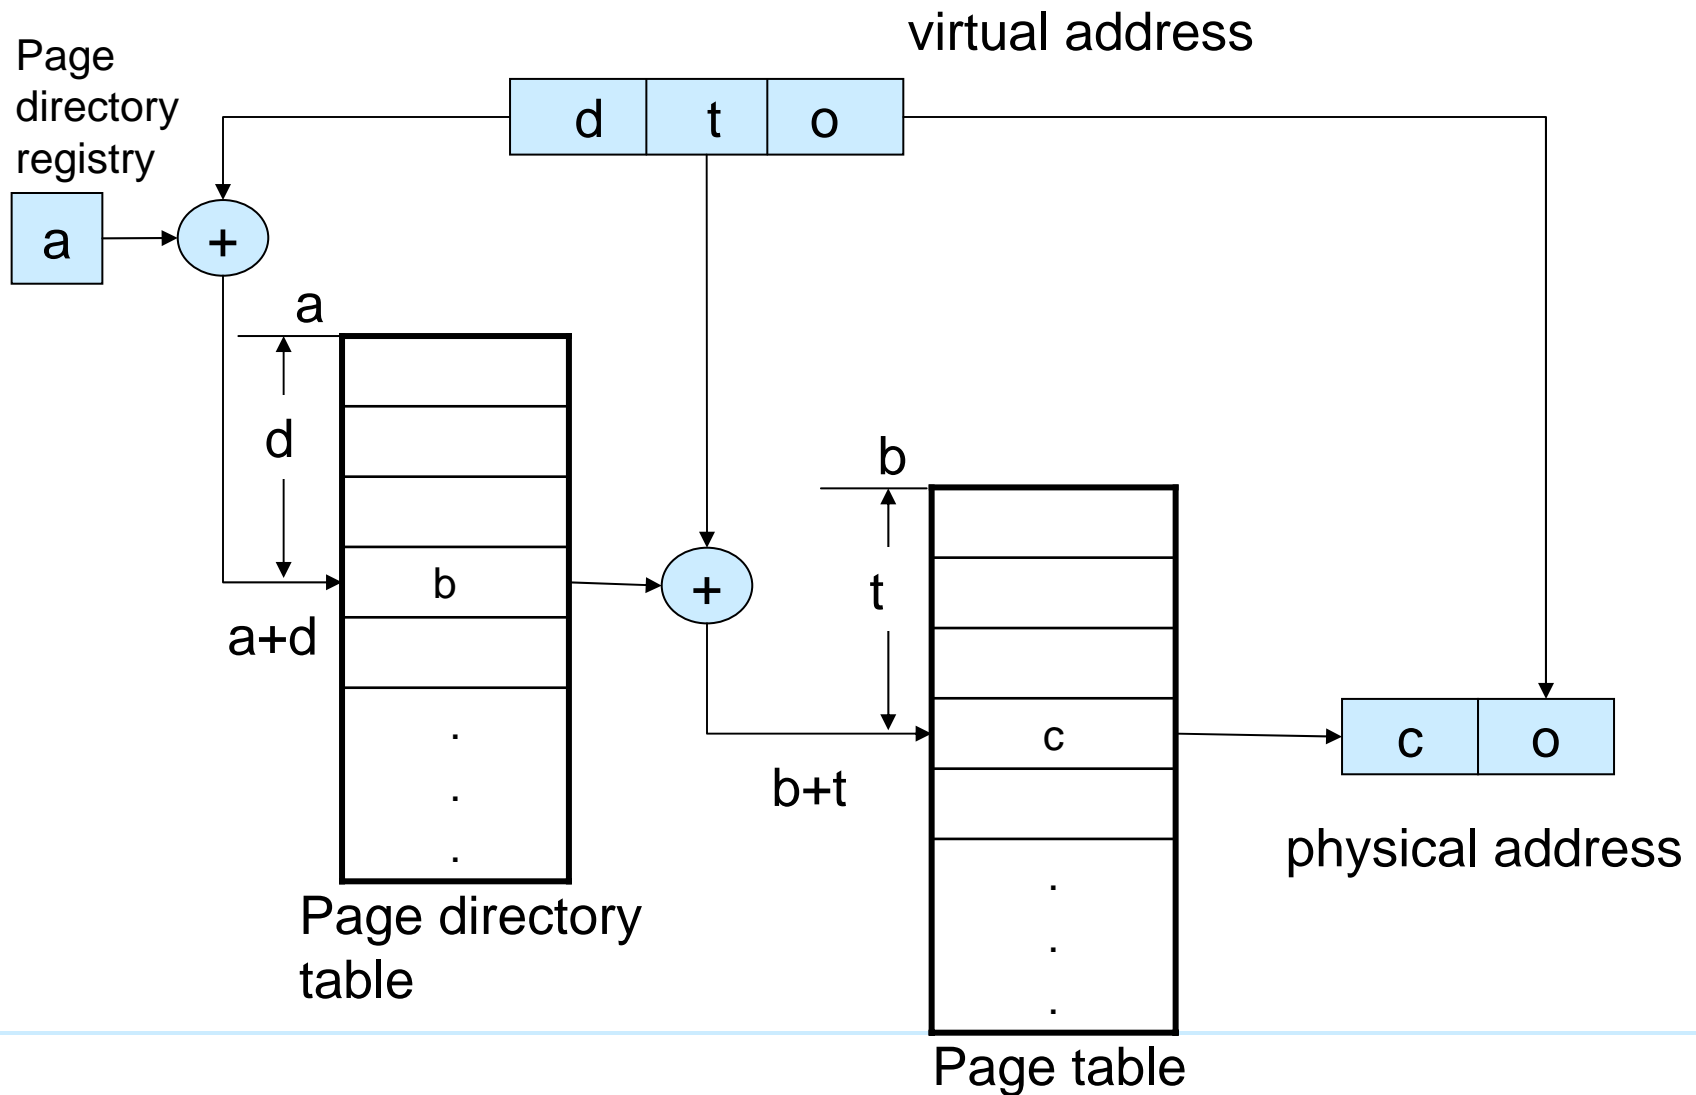 virtual address
Page
directory
registry
d t o
a
+
a
d
b
b
+
t
a+d
c
c o
b+t
.
.
.
physical address
.
.
.
Page directory
table
Page table